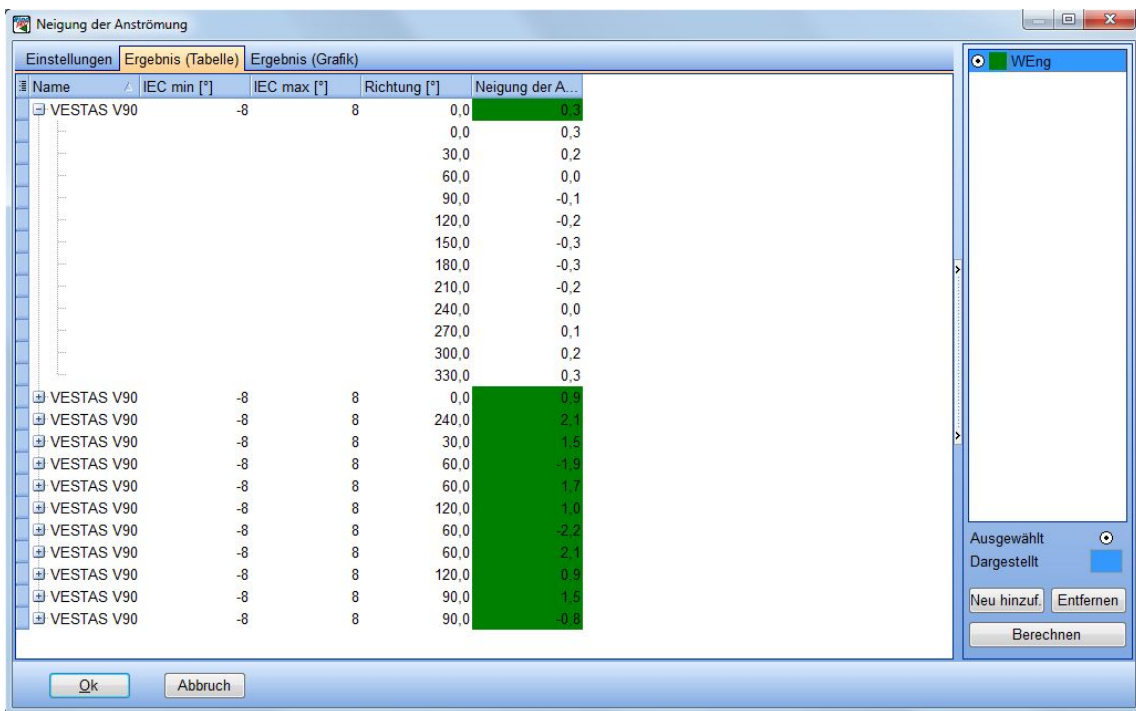 Neigung der Anströmung
Einstellungen Ergebnis (Tabelle) Ergebnis (Grafik)
Name IEC min [°] IEC max [°] Richtung [°] Neigung der A...
VESTAS V90 -8 8 0,0 0,3
0,0 0,3
30,0 0,2
60,0 0,0
90,0 -0,1
120,0 -0,2
150,0 -0,3
180,0 -0,3
210,0 -0,2
240,0 0,0
270,0 0,1
300,0 0,2
330,0 0,3
VESTAS V90 -8 8 0,0 0,9
VESTAS V90 -8 8 240,0 2,1
VESTAS V90 -8 8 30,0 1,5
VESTAS V90 -8 8 60,0 -1,9
VESTAS V90 -8 8 60,0 1,7
VESTAS V90 -8 8 120,0 1,0
VESTAS V90 -8 8 60,0 -2,2
VESTAS V90 -8 8 60,0 2,1
VESTAS V90 -8 8 120,0 0,9
VESTAS V90 -8 8 90,0 1,5
VESTAS V90 -8 8 90,0 -0,8
WEng
Ausgewählt
Dargestellt
Neu hinzuf. Entfernen
Berechnen
Ok Abbruch